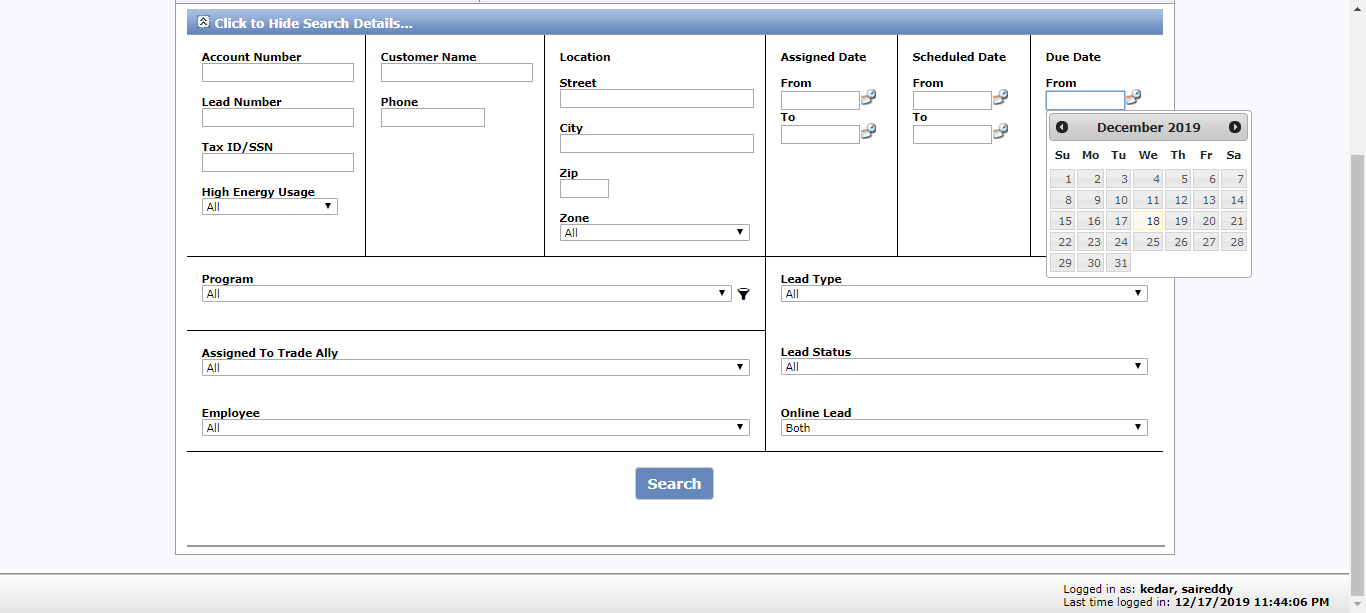 Click to Hide Search Details...
Account Number
Lead Number
Tax ID/SSN
High Energy Usage
All
Customer Name
Phone
Location
Street
City
Zip
Zone
All
Assigned Date
From
To
Scheduled Date
From
To
Due Date
From
December 2019
Su Mo Tu We Th Fr Sa
1 2 3 4 5 6 7
8 9 10 11 12 13 14
15 16 17 18 19 20 21
22 23 24 25 26 27 28
29 30 31
Program
All
Lead Type
All
Assigned To Trade Ally
All
Lead Status
All
Employee
All
Online Lead
Both
Search
Logged in as: kedar, saireddy
Last time logged in: 12/17/2019 11:44:06 PM